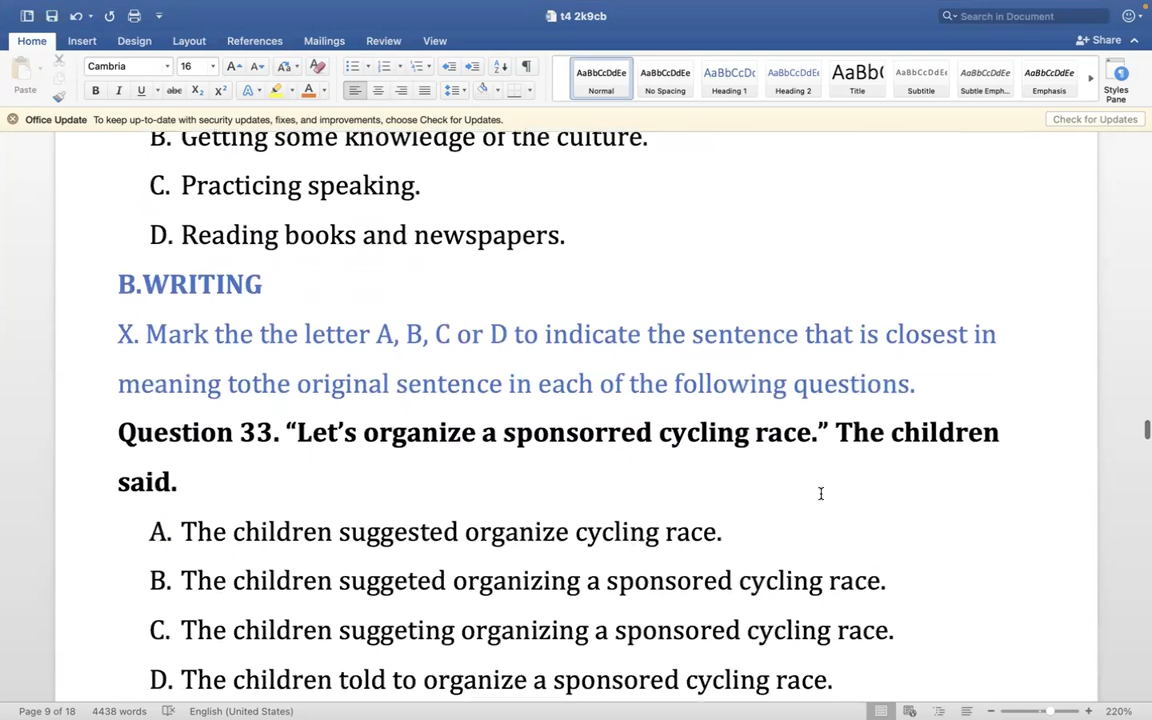 t4 2k9cb
Search in Document
Home Insert Design Layout References Mailings Review View
Share
Cambria 16
Paste
AaBbCcDdEe AaBbCcDdEe AaBbCcDc AaBbCcDdEe AaBb( AaBbCcDdEe AaBbCcDdEe AaBbCcDdEe
Normal No Spacing Heading 1 Heading 2 Title Subtitle Subtle Emph... Emphasis
Styles
Pane
Office Update To keep up-to-date with security updates, fixes, and improvements, choose Check for Updates.
Check for Updates
B. Getting some knowledge of the culture.
C. Practicing speaking.
D. Reading books and newspapers.
B.WRITING
X. Mark the the letter A, B, C or D to indicate the sentence that is closest in
meaning tothe original sentence in each of the following questions.
Question 33. “Let’s organize a sponsorred cycling race.” The children
said.
A. The children suggested organize cycling race.
B. The children suggeted organizing a sponsored cycling race.
C. The children suggeting organizing a sponsored cycling race.
D. The children told to organize a sponsored cycling race.
Page 9 of 18 4438 words English (United States) 220%